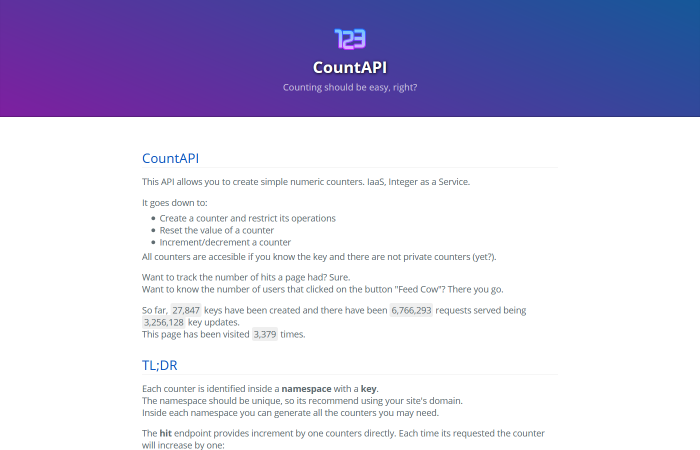 123
CountAPI
Counting should be easy, right?
CountAPI
This API allows you to create simple numeric counters. IaaS, Integer as a Service.
It goes down to:
Create a counter and restrict its operations
Reset the value of a counter
Increment/decrement a counter
All counters are accesible if you know the key and there are not private counters (yet?).
Want to track the number of hits a page had? Sure.
Want to know the number of users that clicked on the button "Feed Cow"? There you go.
So far, 27,847 keys have been created and there have been 6,766,293 requests served being
3,256,128 key updates.
This page has been visited 3,379 times.
TL;DR
Each counter is identified inside a namespace with a key.
The namespace should be unique, so its recommend using your site's domain.
Inside each namespace you can generate all the counters you may need.
The hit endpoint provides increment by one counters directly. Each time its requested the counter
will increase by one: